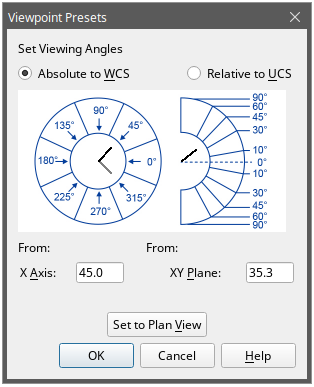 Viewpoint Presets
Set Viewing Angles
Absolute to WCS
Relative to UCS
90°
135° 45°
180° 0°
225° 315°
270°
90°
60°
45°
30°
10°
0°
10°
30°
45°
60°
90°
From: From:
X Axis: 45.0 XY Plane: 35.3
Set to Plan View
OK Cancel Help